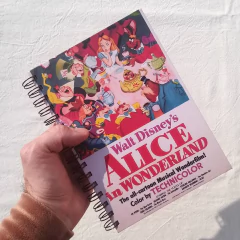 Walt Disney's
ALICE
in WONDERLAND
The all-cartoon Musical Wonderfilm!
Color by TECHNICOLOR